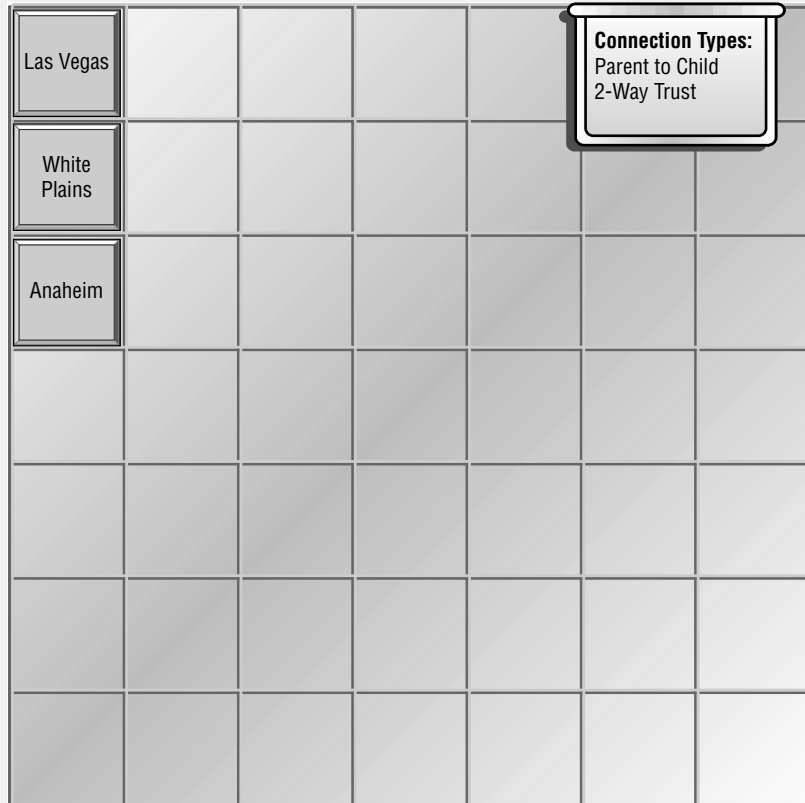 Las Vegas
Connection Types:
Parent to Child
2-Way Trust
White
Plains
Anaheim